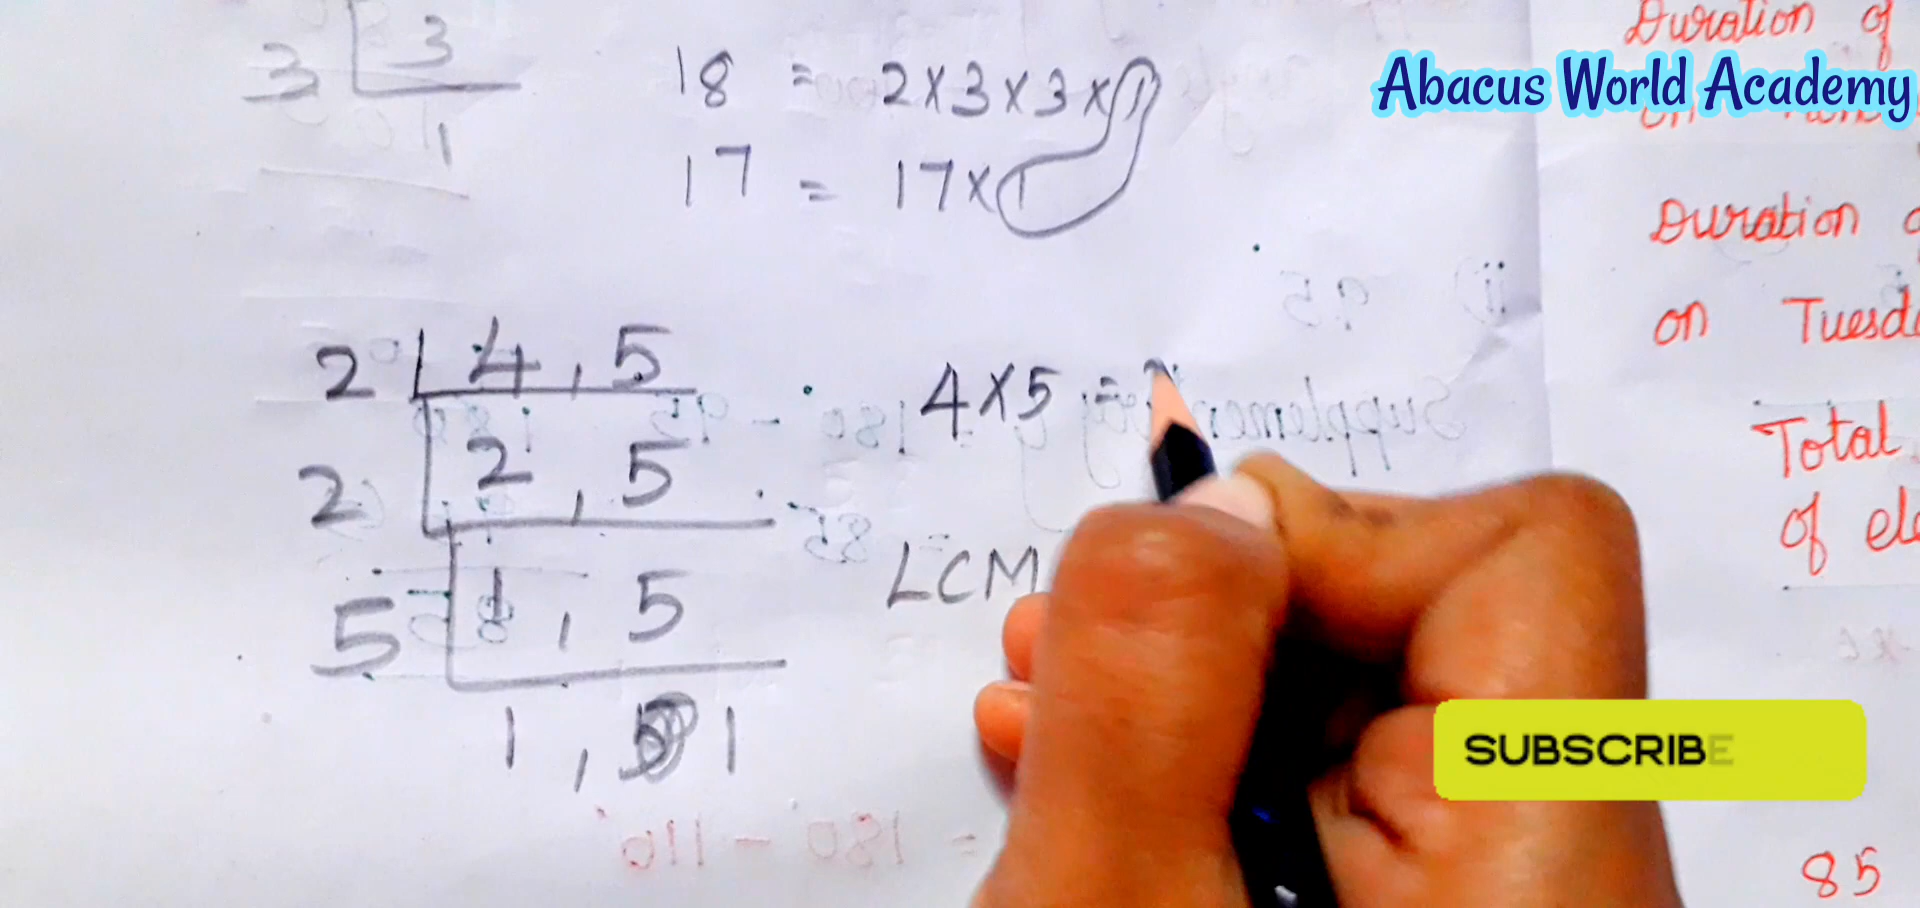 3 3
1
18 = 2×3×3×1
17 = 17×1
2 4,5
2 2,5
5 1,5
1, 1
4×5 =
LCM
Duration of
Abacus World Academy
Duration
on Tuesd
Total
of ele
SUBSCRIBE
85